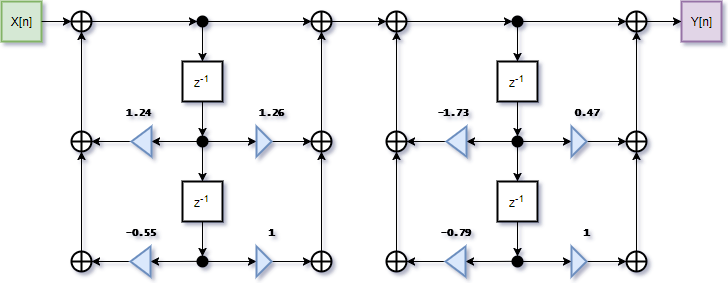 X[n] Y[n]
z-1 z-1
1.24 1.26 -1.73 0.47
z-1 z-1
-0.55 1 -0.79 1